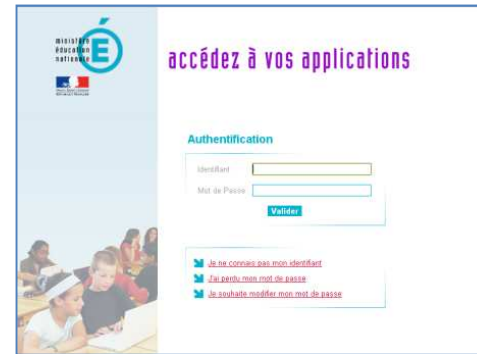 ministère
éducation
nationale
É
accédez à vos applications
Authentification
Identifiant
Mot de Passe
Valider
Je ne connais pas mon identifiant
J'ai perdu mon mot de passe
Je souhaite modifier mon mot de passe